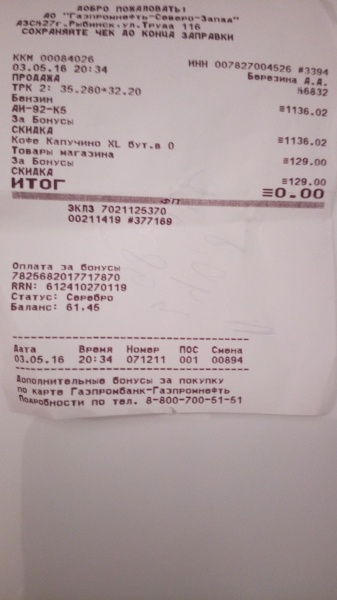 ДОБРО ПОЖАЛОВАТЬ!
АО "Газпромнефть-Северо-Запад"
АЗС№27г.Рыбинск,ул.Труда 116
СОХРАНЯЙТЕ ЧЕК ДО КОНЦА ЗАПРАВКИ
ККМ 00084026 ИНН 007827004526 #3394
03.05.16 20:34 Березина Д.А.
ПРОДАЖА №6832
ТРК 2: 35.280*32.20
Бензин ≡1136.02
АИ-92-К5
За Бонусы
СКИДКА ≡1136.02
Кофе Капучино XL бут.в 0
Товары магазина ≡129.00
За Бонусы
СКИДКА ≡129.00
ИТОГ ≡0.00
ФП
ЭКЛЗ 7021125370
00211419 #377169
Оплата за бонусы
7825682017717870
RRN: 612410270119
Статус: Серебро
Баланс: 61.45
Дата Время Номер ПОС Смена
03.05.16 20:34 071211 001 00894
Дополнительные бонусы за покупку
по карте Газпромбанк-Газпромнефть
Подробности по тел. 8-800-700-51-51